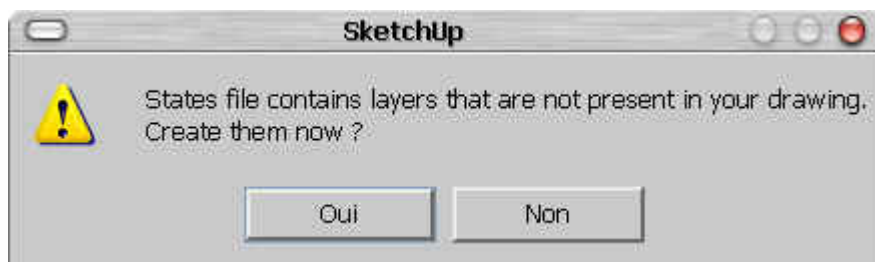 SketchUp
States file contains layers that are not present in your drawing.
Create them now ?
Oui Non